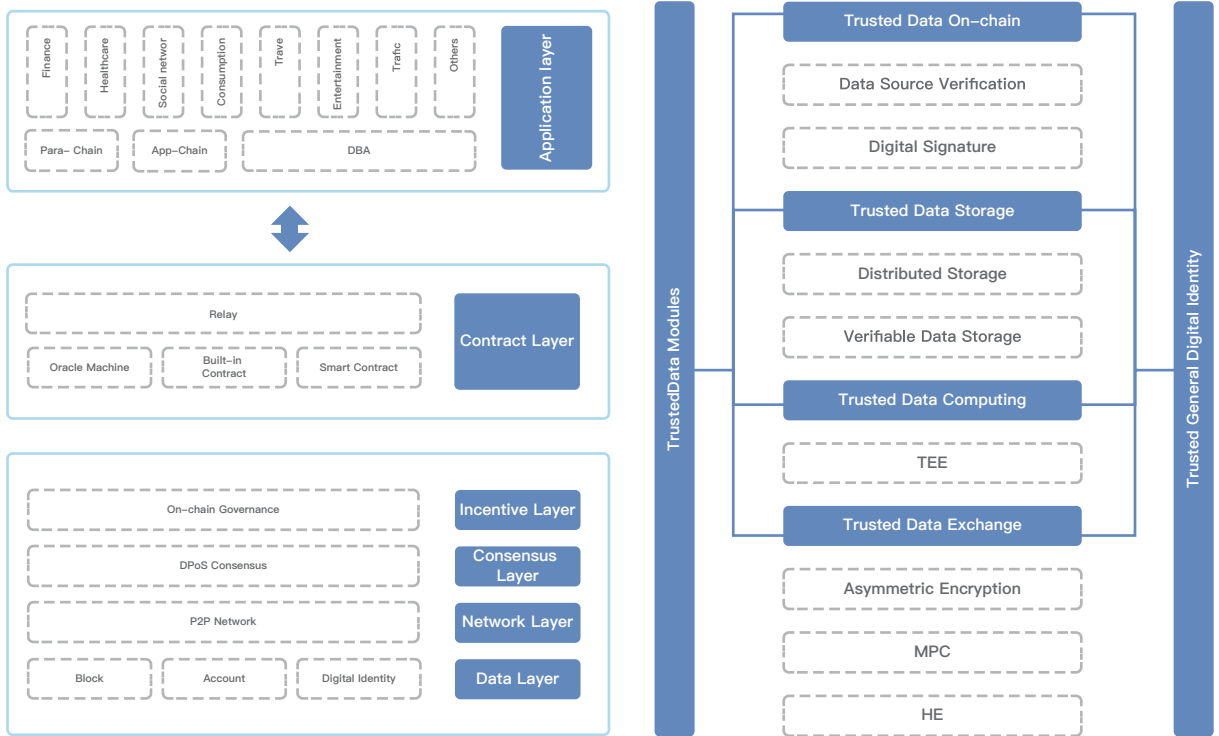 Finance
Healthcare
Social networ
Consumption
Trave
Entertainment
Trafic
Others
Para- Chain
App-Chain
DBA
Application layer
Relay
Oracle Machine
Built-in
Contract
Smart Contract
Contract Layer
On-chain Governance
Incentive Layer
DPoS Consensus
Consensus
Layer
P2P Network
Network Layer
Block
Account
Digital Identity
Data Layer
TrustedData Modules
Trusted Data On-chain
Data Source Verification
Digital Signature
Trusted Data Storage
Distributed Storage
Verifiable Data Storage
Trusted Data Computing
TEE
Trusted Data Exchange
Asymmetric Encryption
MPC
HE
Trusted General Digital Identity